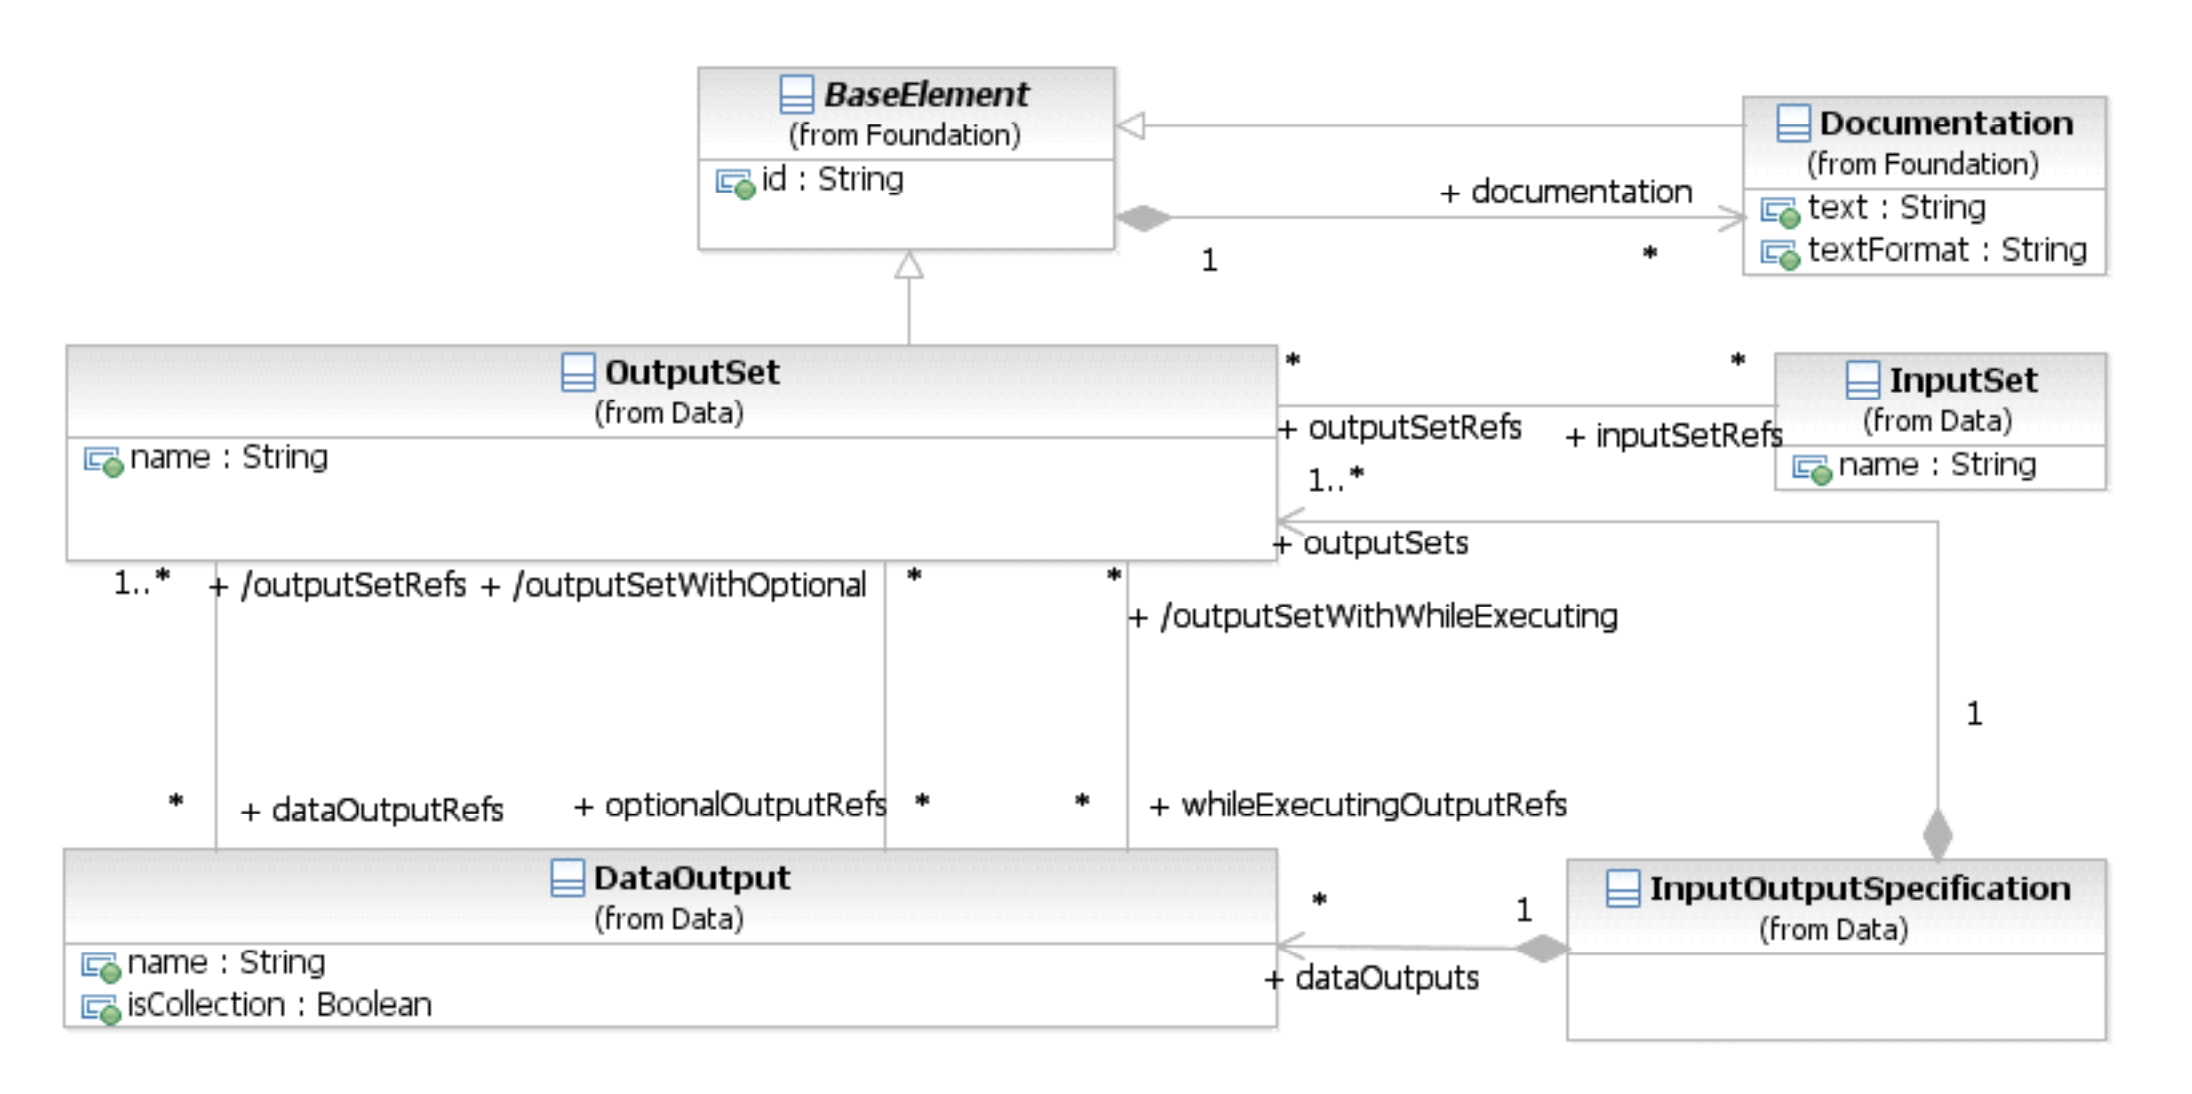 BaseElement
(from Foundation)
id : String
Documentation
(from Foundation)
text : String
textFormat : String
+ documentation
1
*
OutputSet
(from Data)
name : String
*
*
+ outputSetRefs
+ inputSetRefs
InputSet
(from Data)
name : String
1..*
+ outputSets
1..*
+ /outputSetRefs
+ /outputSetWithOptional
*
*
+ /outputSetWithWhileExecuting
1
*
+ dataOutputRefs
+ optionalOutputRefs
*
*
+ whileExecutingOutputRefs
DataOutput
(from Data)
name : String
isCollection : Boolean
*
1
+ dataOutputs
InputOutputSpecification
(from Data)